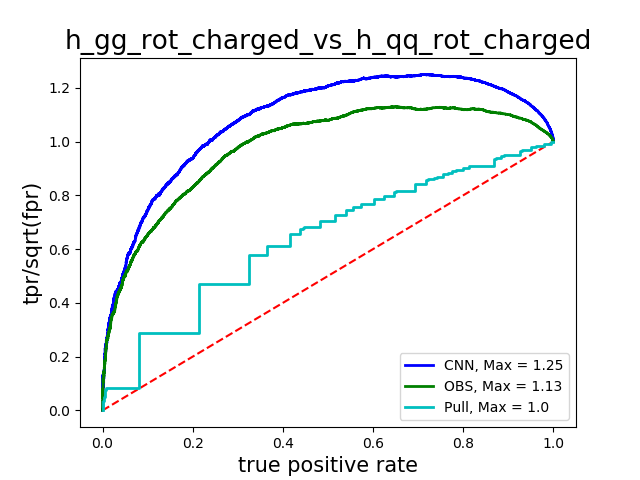 h_gg_rot_charged_vs_h_qq_rot_charged
1.2
1.0
0.8
0.6
0.4
0.2
0.0
tpr/sqrt(fpr)
CNN, Max = 1.25
OBS, Max = 1.13
Pull, Max = 1.0
0.0 0.2 0.4 0.6 0.8 1.0
true positive rate